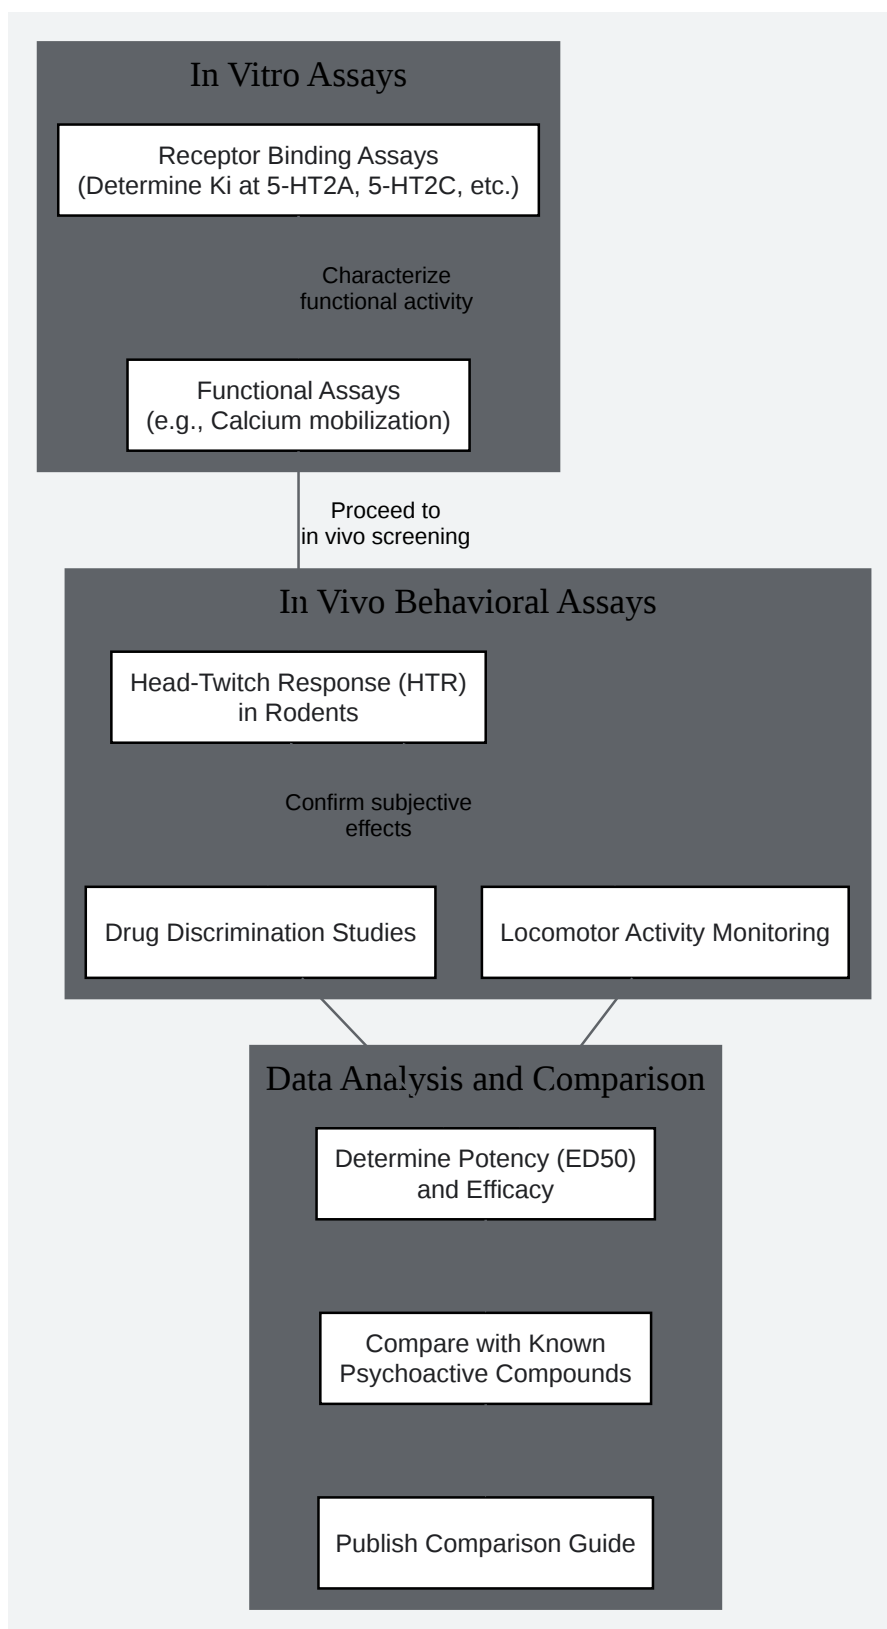 In Vitro Assays
Receptor Binding Assays
(Determine Ki at 5-HT2A, 5-HT2C, etc.)
Characterize
functional activity
Functional Assays
(e.g., Calcium mobilization)
Proceed to
in vivo screening
In Vivo Behavioral Assays
Head-Twitch Response (HTR)
in Rodents
Confirm subjective
effects
Drug Discrimination Studies
Locomotor Activity Monitoring
Data Analysis and Comparison
Determine Potency (ED50)
and Efficacy
Compare with Known
Psychoactive Compounds
Publish Comparison Guide